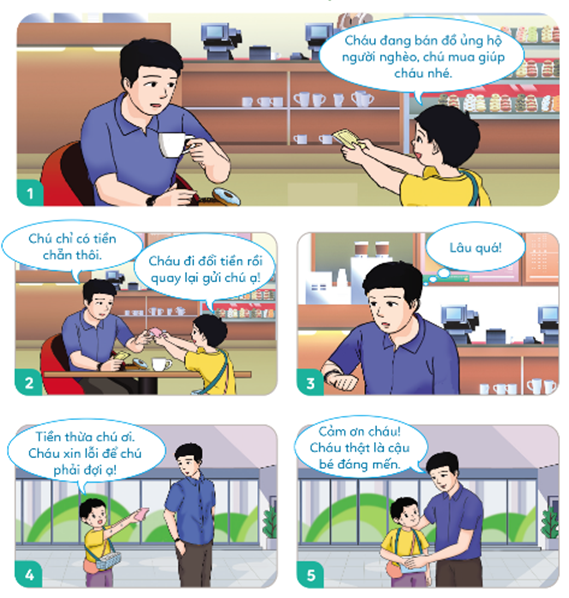 Cháu đang bán đồ ủng hộ
người nghèo, chú mua giúp
cháu nhé.
1
Chú chỉ có tiền
chẵn thôi.
Cháu đi đổi tiền rồi
quay lại gửi chú ạ!
2
Lâu quá!
3
Tiền thừa chú ơi.
Cháu xin lỗi để chú
phải đợi ạ!
4
Cảm ơn cháu!
Cháu thật là cậu
bé đáng mến.
5